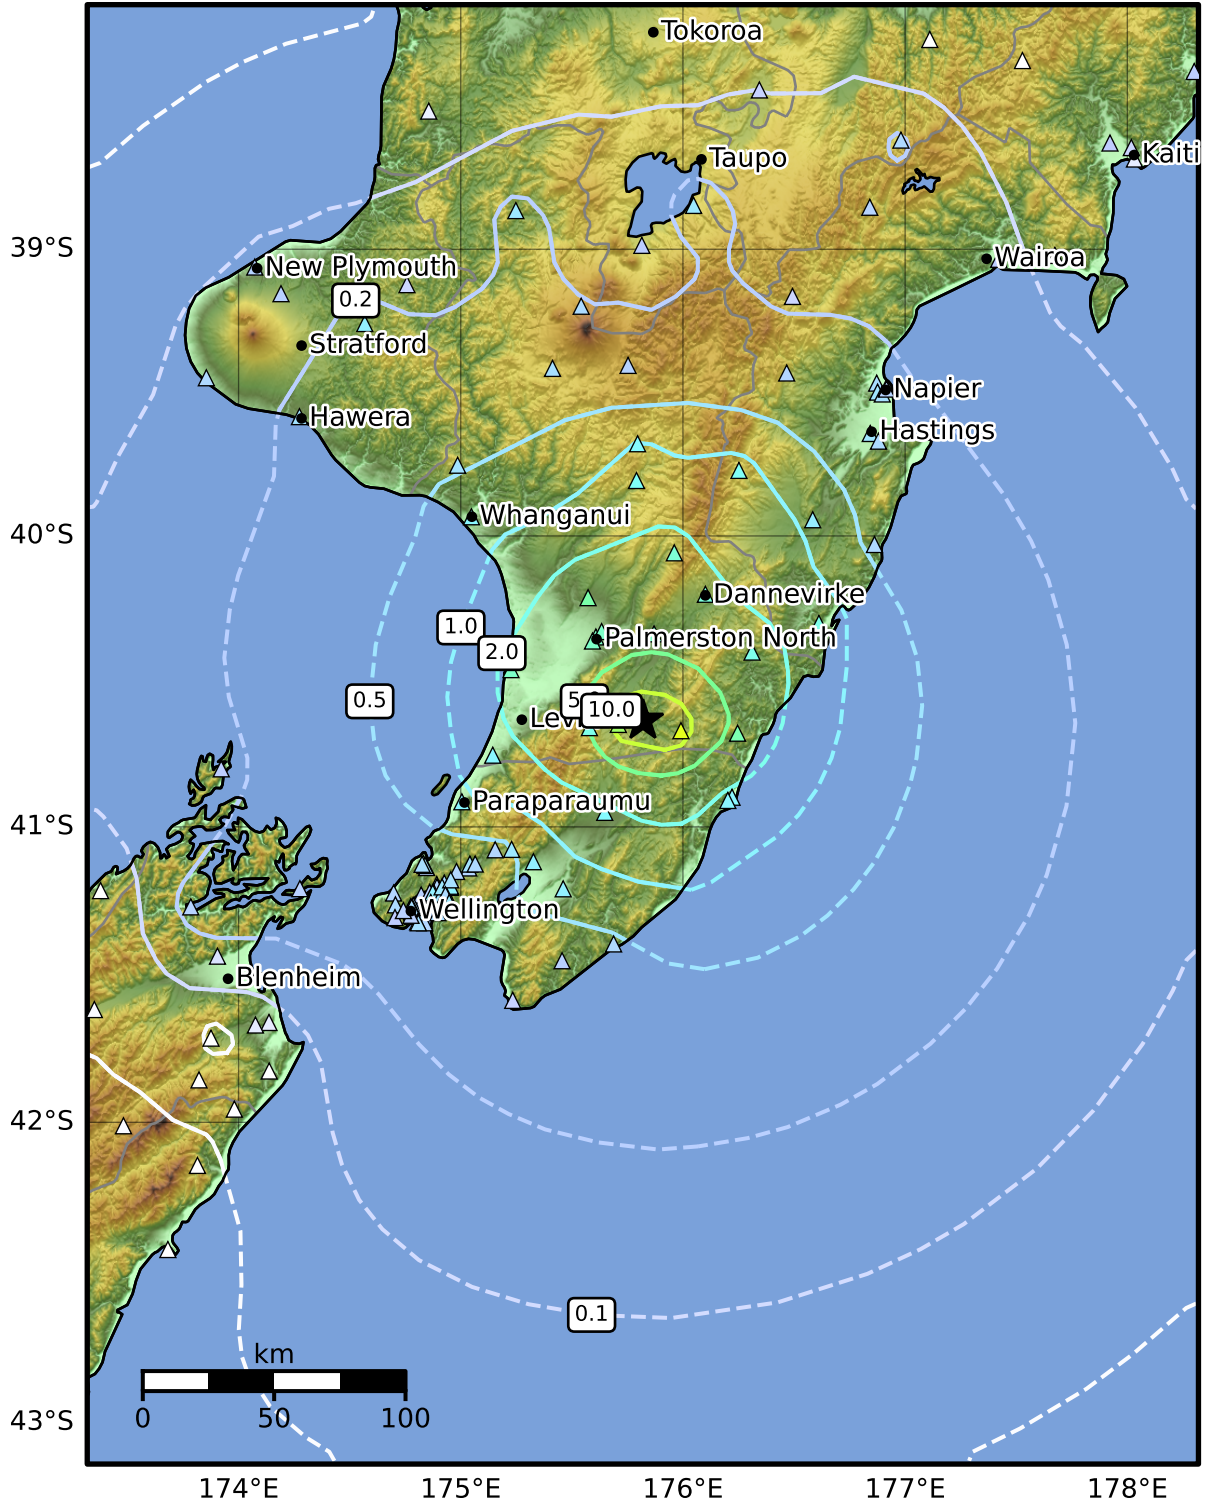 Tokoroa
Taupo
Kaiti
39°S
New Plymouth
Wairoa
0.2
Stratford
Napier
Hawera
Hastings
40°S
Whanganui
Dannevirke
1.0
Palmerston North
2.0
0.5
10.0
Paraparaumu
41°S
Wellington
Blenheim
42°S
0.1
km
0 50 100
43°S
174°E 175°E 176°E 177°E 178°E